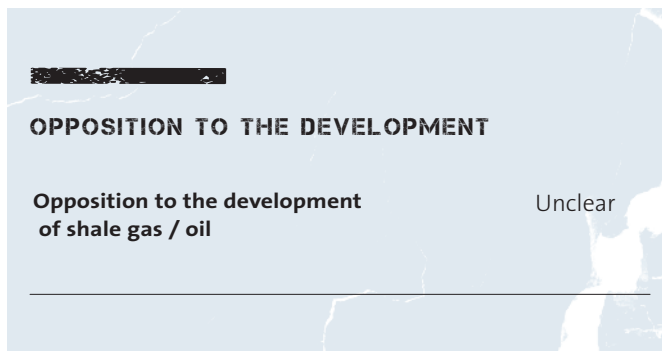 OPPOSITION TO THE DEVELOPMENT
Opposition to the development
of shale gas / oil
Unclear